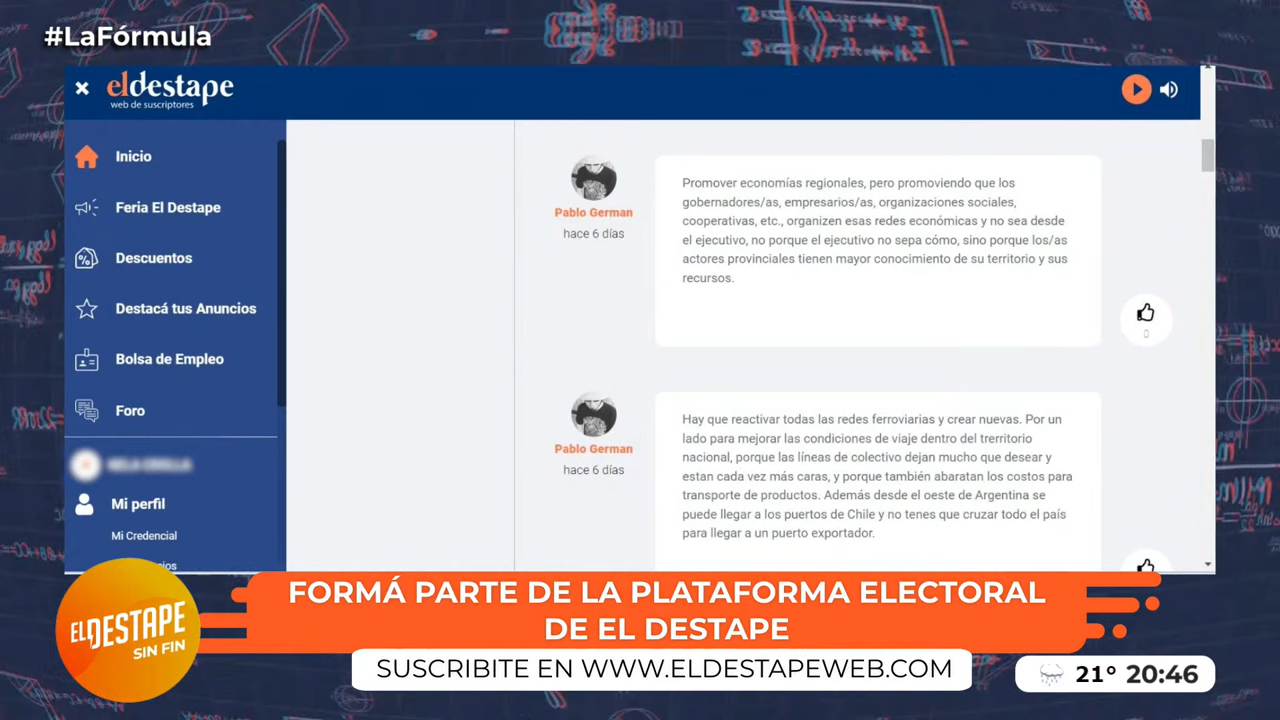 #LaFórmula
eldestape
web de suscriptores
Inicio
Feria El Destape
Descuentos
Destacá tus Anuncios
Bolsa de Empleo
Foro
Mi perfil
Mi Credencial
Pablo German
hace 6 días
Promover economías regionales, pero promoviendo que los
gobernadores/as, empresarios/as, organizaciones sociales,
cooperativas, etc., organizen esas redes económicas y no sea desde
el ejecutivo, no porque el ejecutivo no sepa cómo, sino porque los/as
actores provinciales tienen mayor conocimiento de su territorio y sus
recursos.
0
Pablo German
hace 6 días
Hay que reactivar todas las redes ferroviarias y crear nuevas. Por un
lado para mejorar las condiciones de viaje dentro del trerritorio
nacional, porque las líneas de colectivo dejan mucho que desear y
estan cada vez más caras, y porque también abaratan los costos para
transporte de productos. Además desde el oeste de Argentina se
puede llegar a los puertos de Chile y no tenes que cruzar todo el país
para llegar a un puerto exportador.
FORMÁ PARTE DE LA PLATAFORMA ELECTORAL
DE EL DESTAPE
EL DESTAPE
SIN FIN
SUSCRIBITE EN WWW.ELDESTAPEWEB.COM
21° 20:46